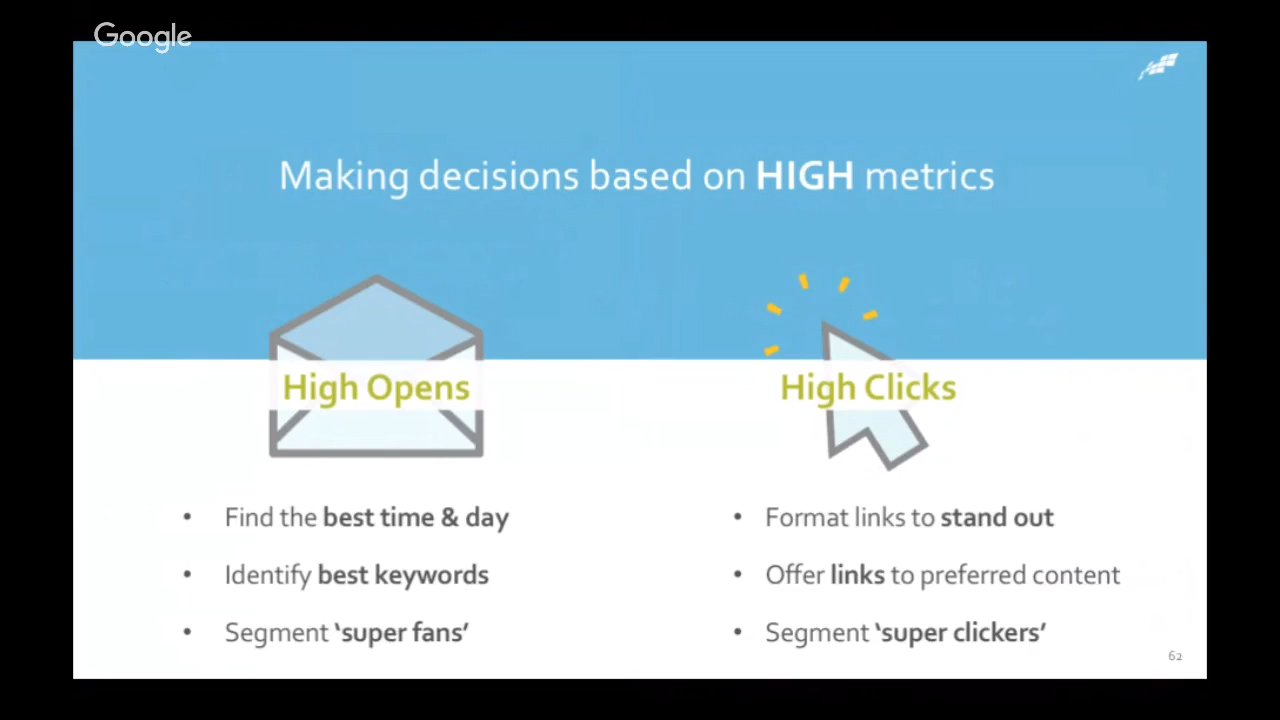 Google
Making decisions based on HIGH metrics
High Opens
High Clicks
• Find the best time & day
• Identify best keywords
• Segment ‘super fans’
• Format links to stand out
• Offer links to preferred content
• Segment ‘super clickers’
62